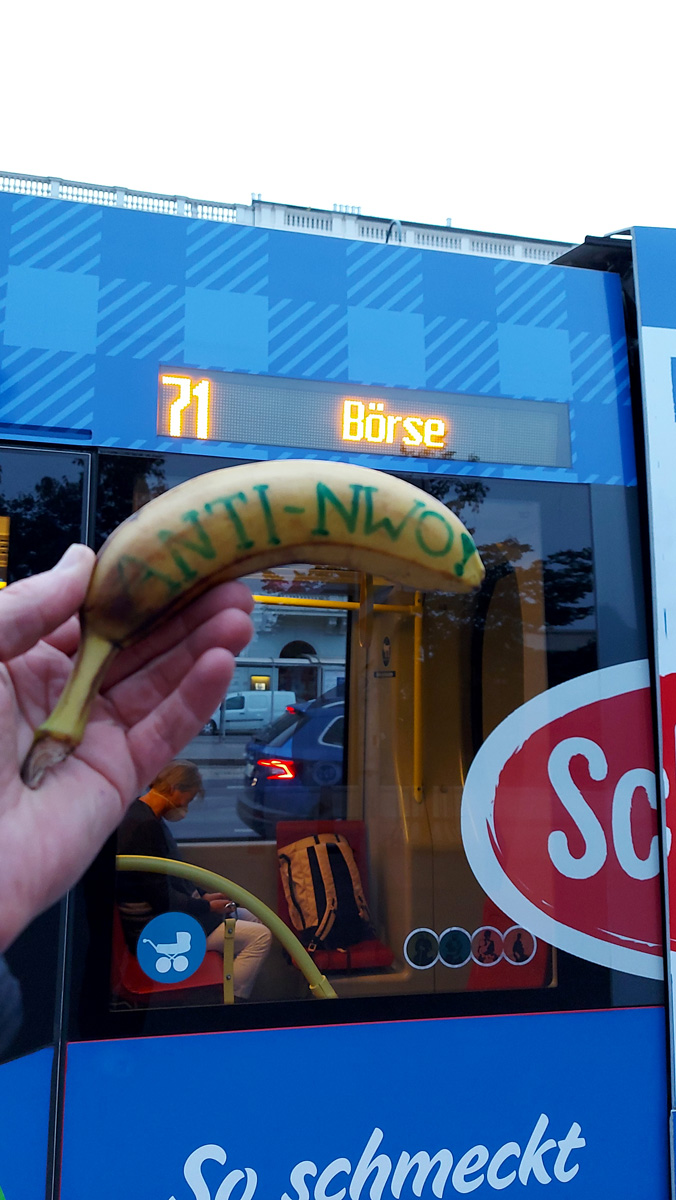 71 Börse
ANTI-NWO!
Sc
So schmeckt